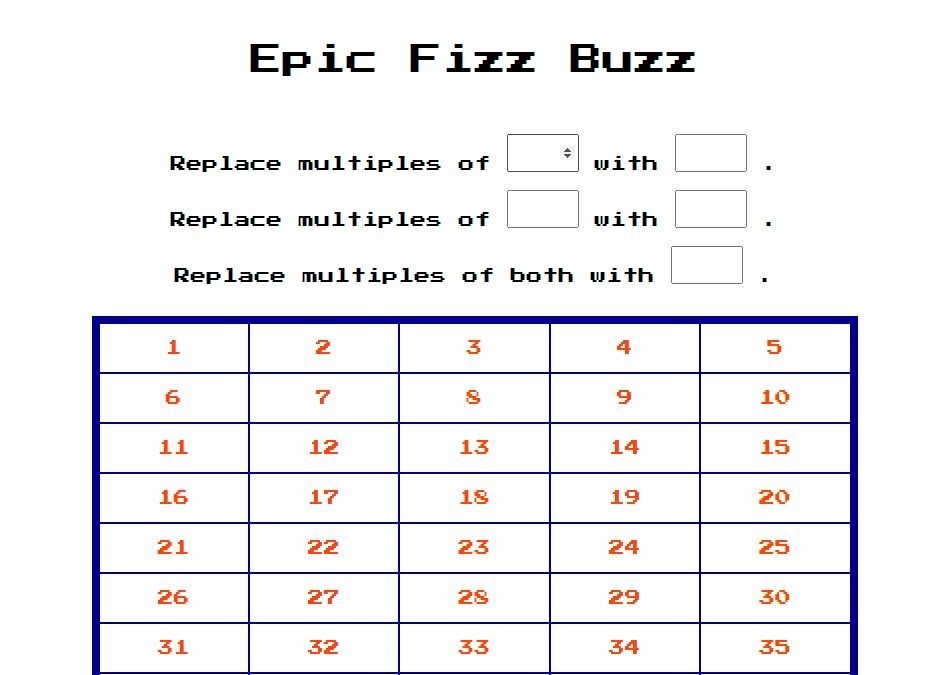 Epic Fizz Buzz
Replace multiples of with .
Replace multiples of with .
Replace multiples of both with .
1 2 3 4 5
6 7 8 9 10
11 12 13 14 15
16 17 18 19 20
21 22 23 24 25
26 27 28 29 30
31 32 33 34 35